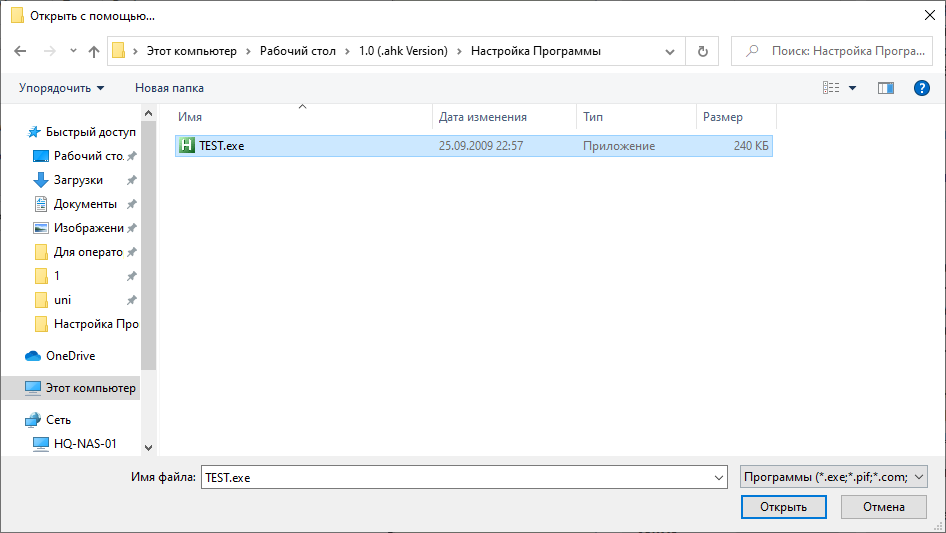 Открыть с помощью...
Этот компьютер › Рабочий стол › 1.0 (.ahk Version) › Настройка Программы
Поиск: Настройка Програ...
Упорядочить
Новая папка
Имя
Дата изменения
Тип
Размер
TEST.exe
25.09.2009 22:57
Приложение
240 КБ
Быстрый доступ
Рабочий сто.
Загрузки
Документы
Изображени
Для операто
1
uni
Настройка Про
OneDrive
Этот компьютер
Сеть
HQ-NAS-01
Имя файла:
TEST.exe
Программы (*.exe;*.pif;*.com;
Открыть
Отмена